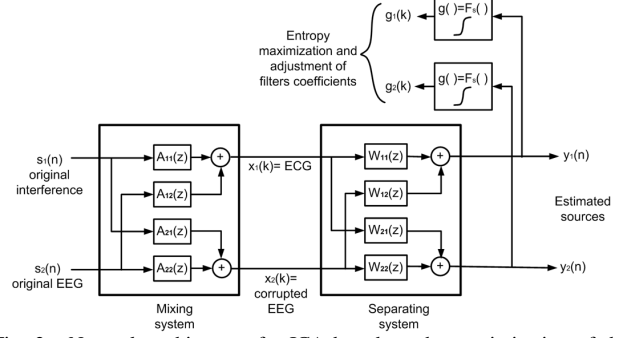 g₁(k)
g( )=Fₛ( )
Entropy
maximization and
adjustment of
filters coefficients
g₂(k)
g( )=Fₛ( )
s₁(n)
original
interference
A₁₁(z)
+
x₁(k)= ECG
W₁₁(z)
+
y₁(n)
A₁₂(z)
W₁₂(z)
Estimated
sources
A₂₁(z)
W₂₁(z)
s₂(n)
original EEG
A₂₂(z)
+
x₂(k)=
corrupted
EEG
W₂₂(z)
+
y₂(n)
Mixing
system
Separating
system